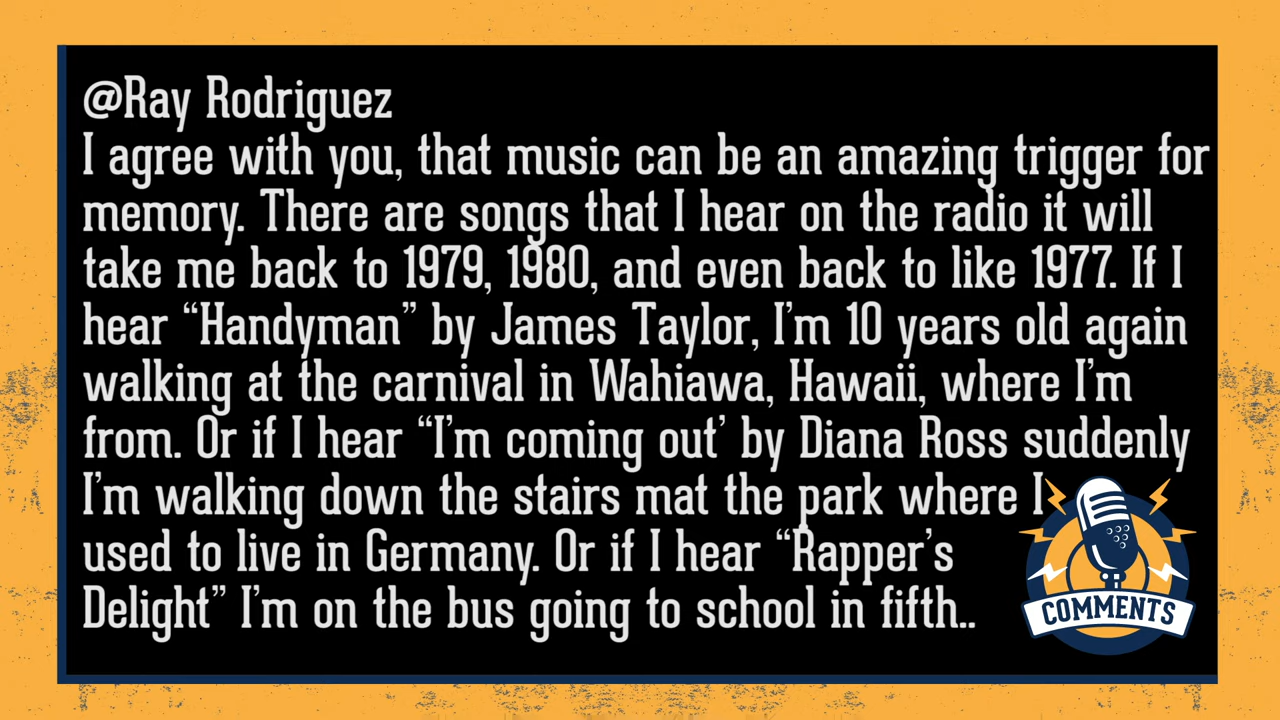 @Ray Rodriguez
I agree with you, that music can be an amazing trigger for
memory. There are songs that I hear on the radio it will
take me back to 1979, 1980, and even back to like 1977. If I
hear “Handyman” by James Taylor, I’m 10 years old again
walking at the carnival in Wahiawa, Hawaii, where I’m
from. Or if I hear “I’m coming out’ by Diana Ross suddenly
I’m walking down the stairs mat the park where I
used to live in Germany. Or if I hear “Rapper’s
Delight” I’m on the bus going to school in fifth..
COMMENTS